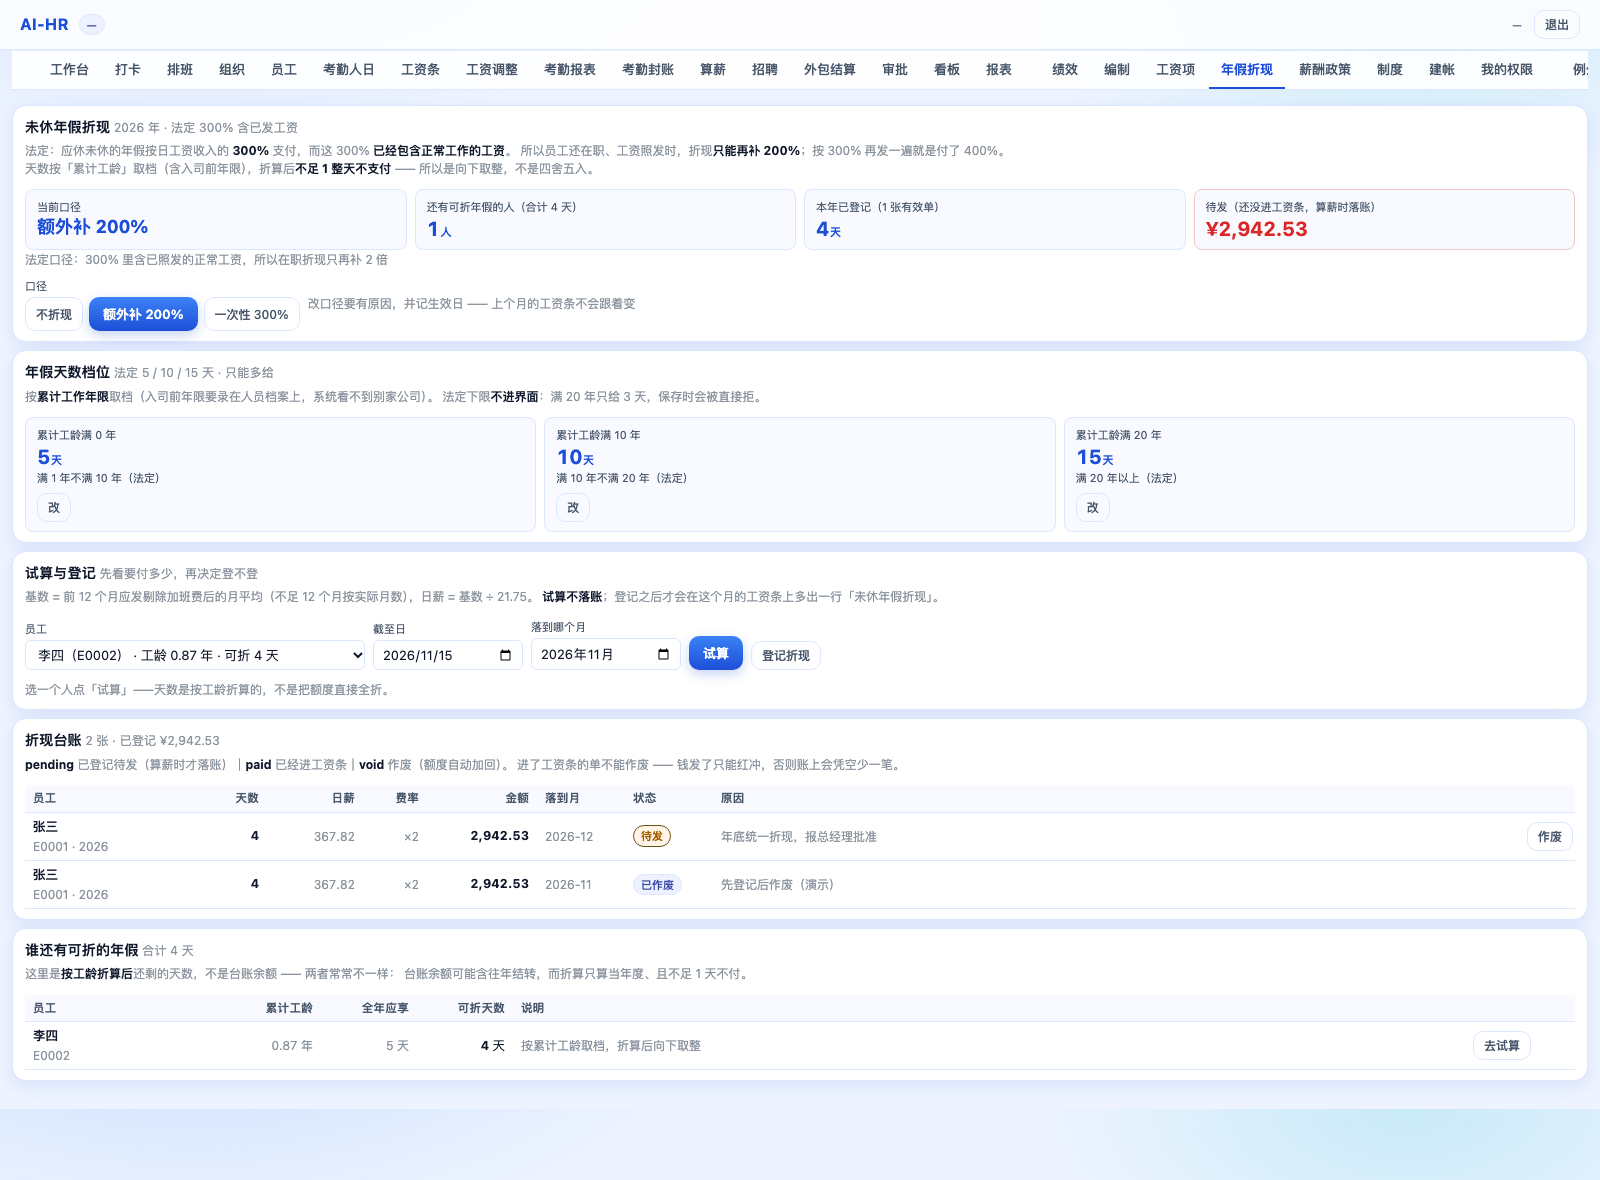 AI-HR
—
— 退出
工作台 打卡 排班 组织 员工 考勤人日 工资条 工资调整 考勤报表 考勤封账 算薪 招聘 外包结算 审批 看板 报表 绩效 编制 工资项 年假折现 薪酬政策 制度 建帐 我的权限
未休年假折现 2026 年 · 法定 300% 含已发工资
法定：应休未休的年假按日工资收入的 300% 支付，而这 300% 已经包含正常工作的工资。 所以员工还在职、工资照发时，折现只能再补 200%；按 300% 再发一遍就是付了 400%。
天数按「累计工龄」取档（含入司前年限），折算后不足 1 整天不支付 —— 所以是向下取整，不是四舍五入。
当前口径
额外补 200%
还有可折年假的人（合计 4 天）
1人
本年已登记（1 张有效单）
4天
待发（还没进工资条，算薪时落账）
¥2,942.53
法定口径：300% 里含已照发的正常工资，所以在职折现只再补 2 倍
口径
不折现 额外补 200% 一次性 300% 改口径要有原因，并记生效日 —— 上个月的工资条不会跟着变
年假天数档位 法定 5 / 10 / 15 天 · 只能多给
按累计工作年限取档（入司前年限要录在人员档案上，系统看不到别家公司）。 法定下限不进界面：满 20 年只给 3 天，保存时会被直接拒。
累计工龄满 0 年
5天
满 1 年不满 10 年（法定）
改
累计工龄满 10 年
10天
满 10 年不满 20 年（法定）
改
累计工龄满 20 年
15天
满 20 年以上（法定）
改
试算与登记 先看要付多少，再决定登不登
基数 = 前 12 个月应发剔除加班费后的月平均（不足 12 个月按实际月数），日薪 = 基数 ÷ 21.75。 试算不落账；登记之后才会在这个月的工资条上多出一行「未休年假折现」。
员工 截至日 落到哪个月
李四（E0002） · 工龄 0.87 年 · 可折 4 天 2026/11/15 2026年11月 试算 登记折现
选一个人点「试算」——天数是按工龄折算的，不是把额度直接全折。
折现台账 2 张 · 已登记 ¥2,942.53
pending 已登记待发（算薪时才落账）｜paid 已经进工资条｜void 作废（额度自动加回）。 进了工资条的单不能作废 —— 钱发了只能红冲，否则账上会凭空少一笔。
员工 天数 日薪 费率 金额 落到月 状态 原因
张三
E0001 · 2026 4 367.82 ×2 2,942.53 2026-12 待发 年底统一折现，报总经理批准 作废
张三
E0001 · 2026 4 367.82 ×2 2,942.53 2026-11 已作废 先登记后作废（演示）
谁还有可折的年假 合计 4 天
这里是按工龄折算后还剩的天数，不是台账余额 —— 两者常常不一样： 台账余额可能含往年结转，而折算只算当年度、且不足 1 天不付。
员工 累计工龄 全年应享 可折天数 说明
李四
E0002 0.87 年 5 天 4 天 按累计工龄取档，折算后向下取整 去试算